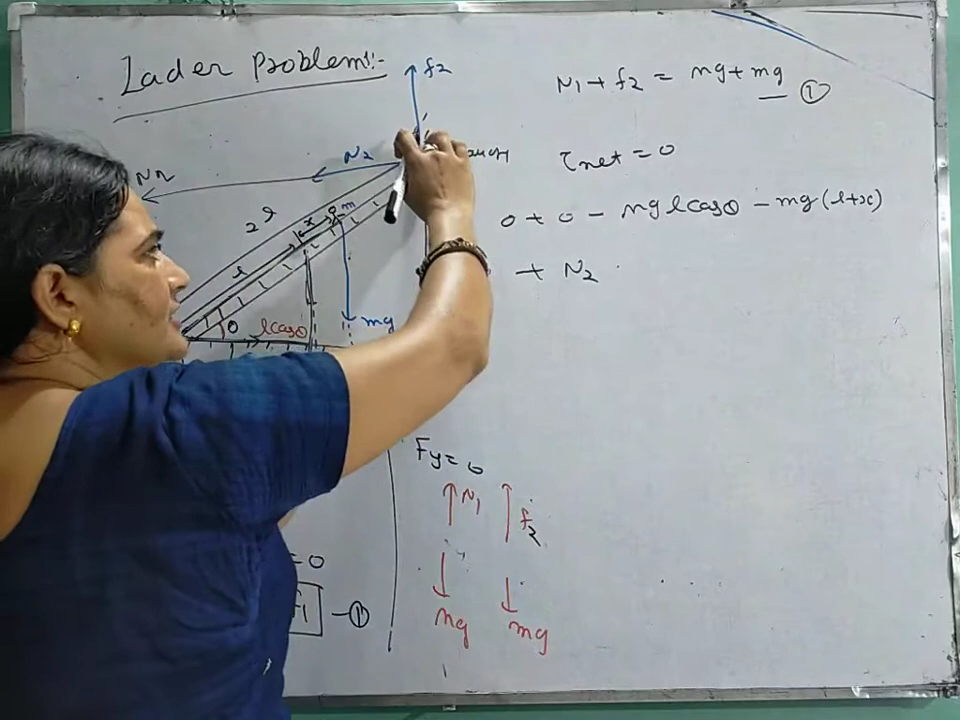 Lader Problem:-
f2
N1 + f2 = mg + mg — ①
N2
τnet = 0
2l
x
m
l
0 + 0 - mg l cosθ - mg (l+x)
+ N2
θ
l cosθ
mg
Fy = 0
N1
f2
= 0
f1 — ①
mg
mg